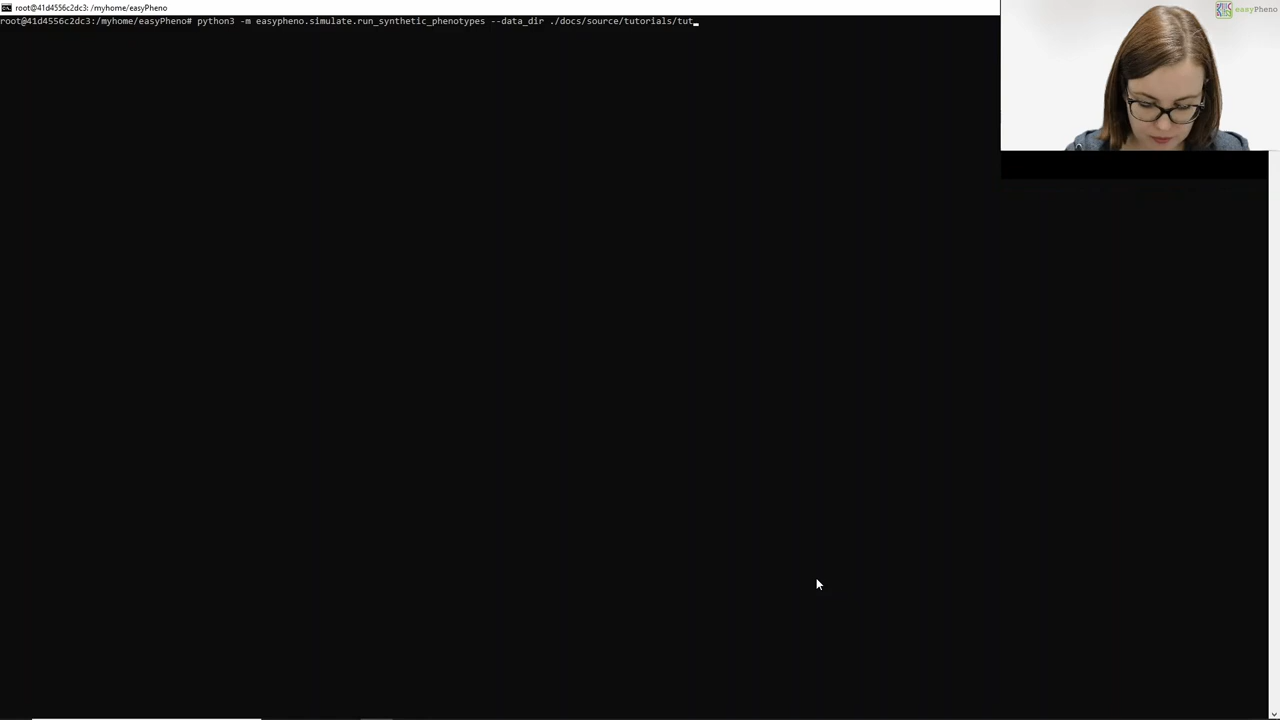 root@41d4556c2dc3: /myhome/easyPheno
easyPheno
root@41d4556c2dc3:/myhome/easyPheno# python3 -m easypheno.simulate.run_synthetic_phenotypes --data_dir ./docs/source/tutorials/tut